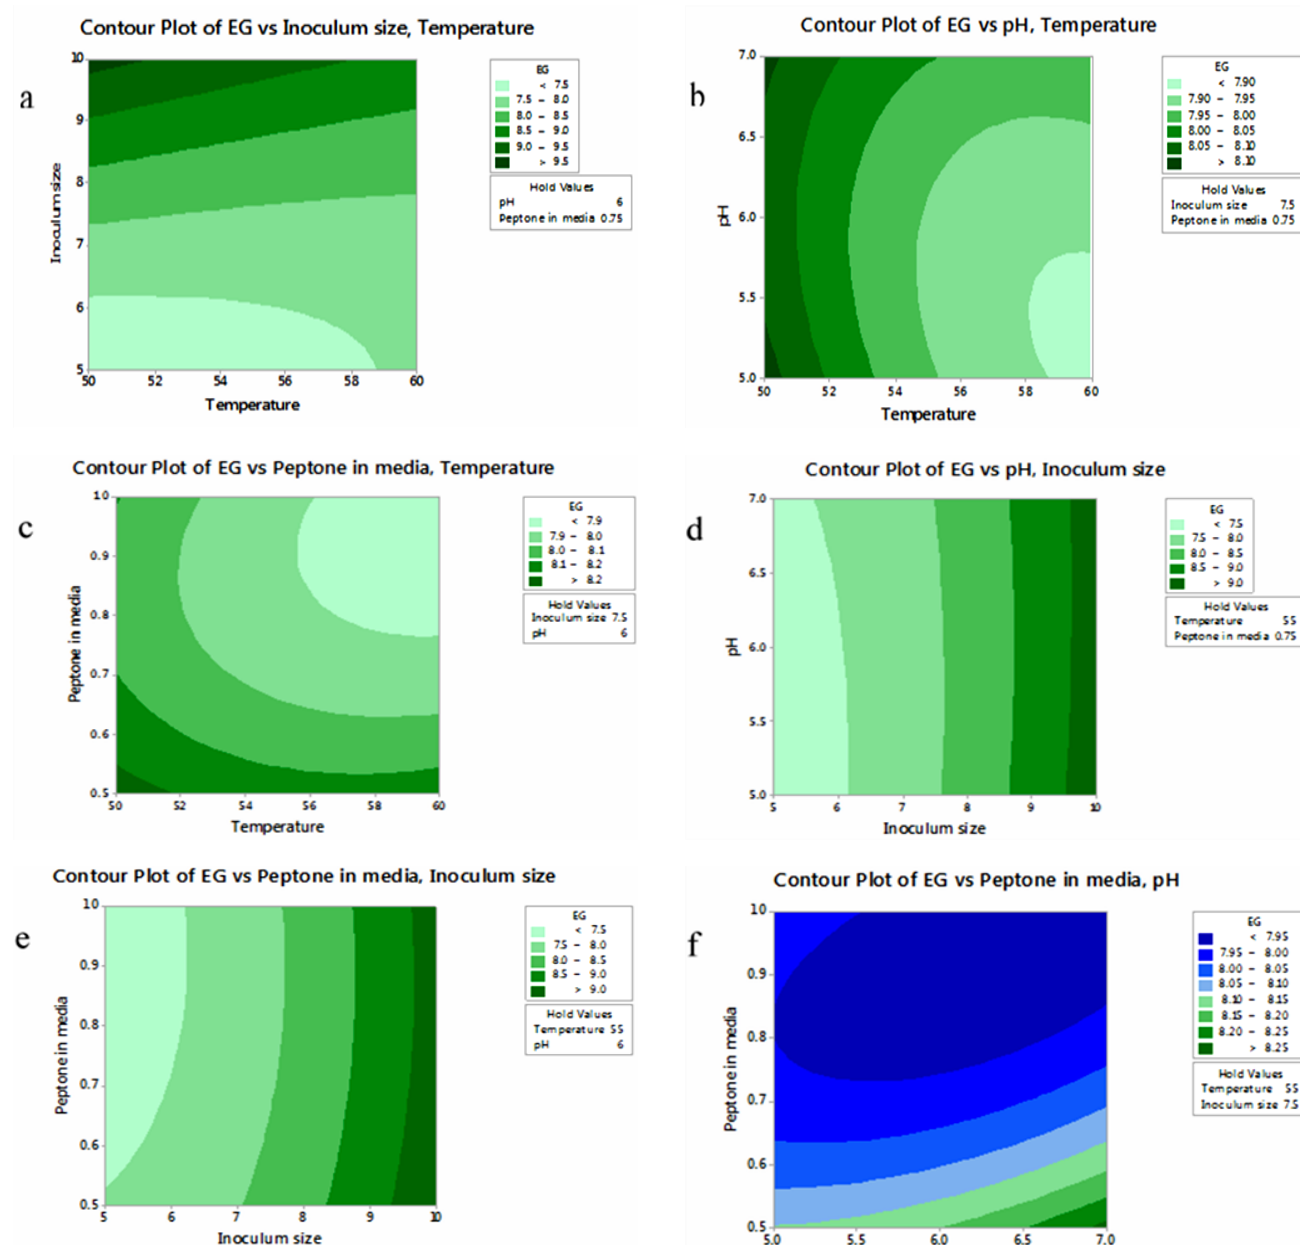 Contour Plot of EG vs Inoculum size, Temperature
a
10
9
8
7
6
5
Inoculum size
50 52 54 56 58 60
Temperature
EG
< 7.5
7.5 – 8.0
8.0 – 8.5
8.5 – 9.0
9.0 – 9.5
> 9.5
Hold Values
pH 6
Peptone in media 0.75
Contour Plot of EG vs pH, Temperature
b
7.0
6.5
6.0
5.5
5.0
pH
50 52 54 56 58 60
Temperature
EG
< 7.90
7.90 – 7.95
7.95 – 8.00
8.00 – 8.05
8.05 – 8.10
> 8.10
Hold Values
Inoculum size 7.5
Peptone in media 0.75
Contour Plot of EG vs Peptone in media, Temperature
c
1.0
0.9
0.8
0.7
0.6
0.5
Peptone in media
50 52 54 56 58 60
Temperature
EG
< 7.9
7.9 – 8.0
8.0 – 8.1
8.1 – 8.2
> 8.2
Hold Values
Inoculum size 7.5
pH 6
Contour Plot of EG vs pH, Inoculum size
d
7.0
6.5
6.0
5.5
5.0
pH
5 6 7 8 9 10
Inoculum size
EG
< 7.5
7.5 – 8.0
8.0 – 8.5
8.5 – 9.0
> 9.0
Hold Values
Temperature 55
Peptone in media 0.75
Contour Plot of EG vs Peptone in media, Inoculum size
e
1.0
0.9
0.8
0.7
0.6
0.5
Peptone in media
5 6 7 8 9 10
Inoculum size
EG
< 7.5
7.5 – 8.0
8.0 – 8.5
8.5 – 9.0
> 9.0
Hold Values
Temperature 55
pH 6
Contour Plot of EG vs Peptone in media, pH
f
1.0
0.9
0.8
0.7
0.6
0.5
Peptone in media
5.0 5.5 6.0 6.5 7.0
EG
< 7.95
7.95 – 8.00
8.00 – 8.05
8.05 – 8.10
8.10 – 8.15
8.15 – 8.20
8.20 – 8.25
> 8.25
Hold Values
Temperature 55
Inoculum size 7.5